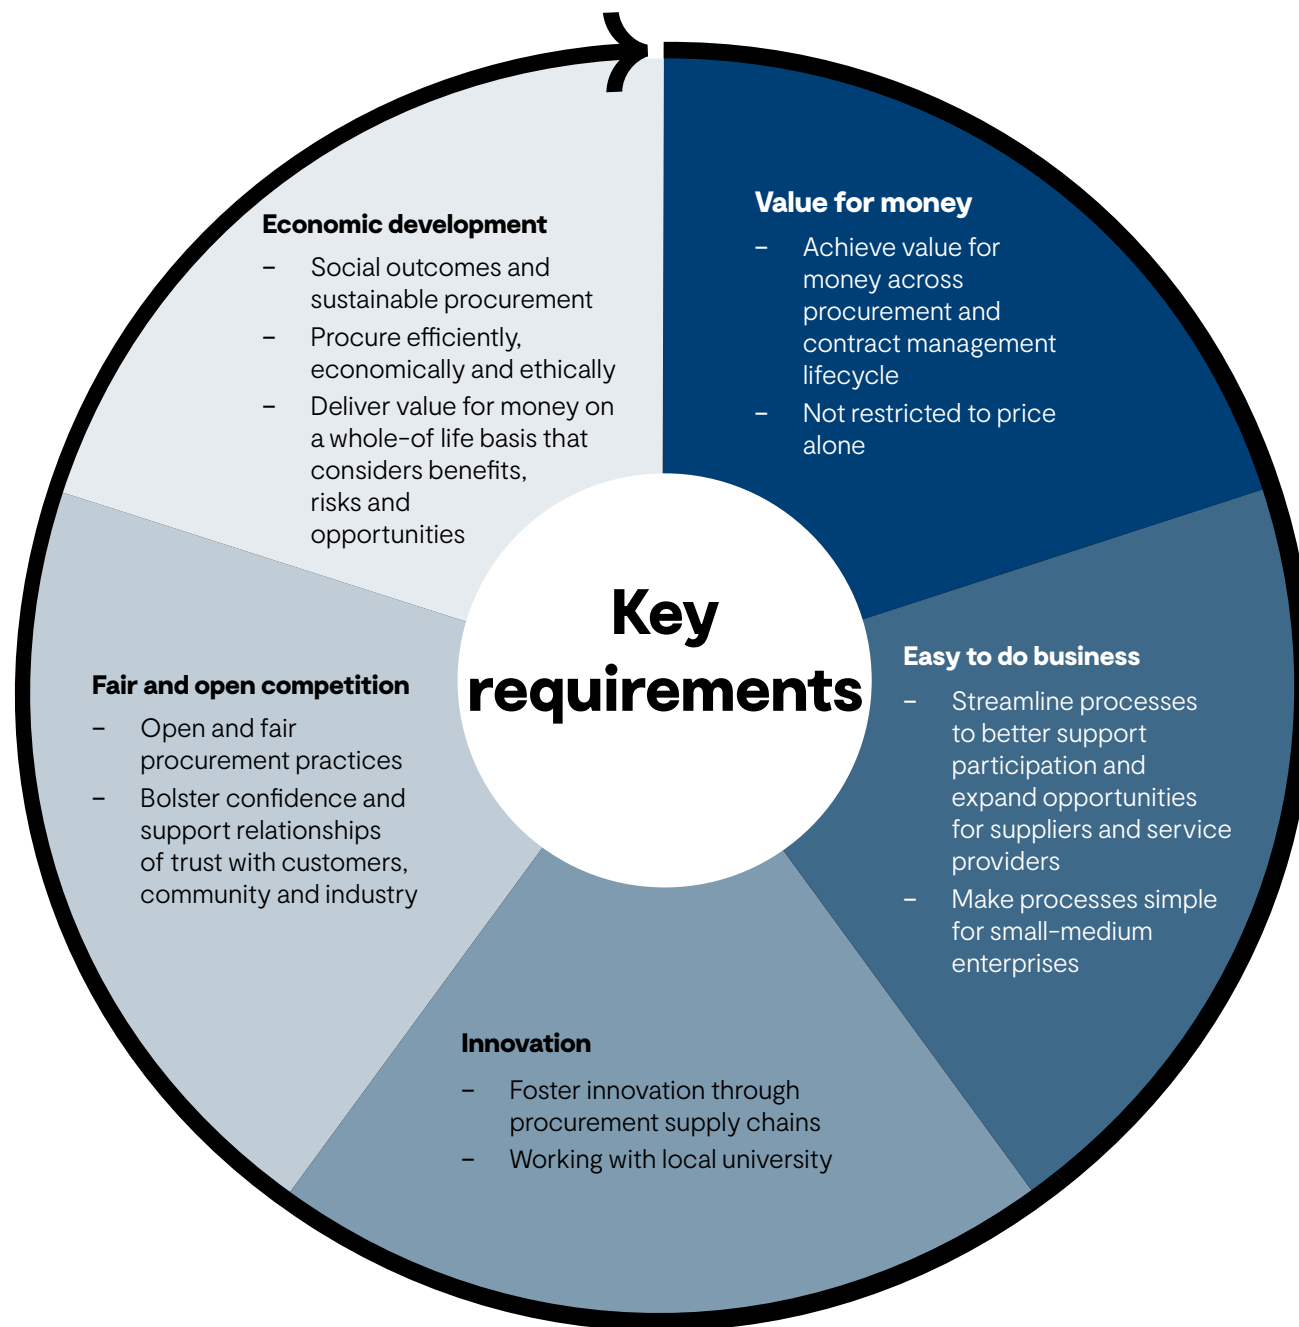 Key
requirements
Value for money
– Achieve value for
money across
procurement and
contract management
lifecycle
– Not restricted to price
alone
Easy to do business
– Streamline processes
to better support
participation and
expand opportunities
for suppliers and service
providers
– Make processes simple
for small-medium
enterprises
Innovation
– Foster innovation through
procurement supply chains
– Working with local university
Fair and open competition
– Open and fair
procurement practices
– Bolster confidence and
support relationships
of trust with customers,
community and industry
Economic development
– Social outcomes and
sustainable procurement
– Procure efficiently,
economically and ethically
– Deliver value for money on
a whole-of life basis that
considers benefits,
risks and
opportunities